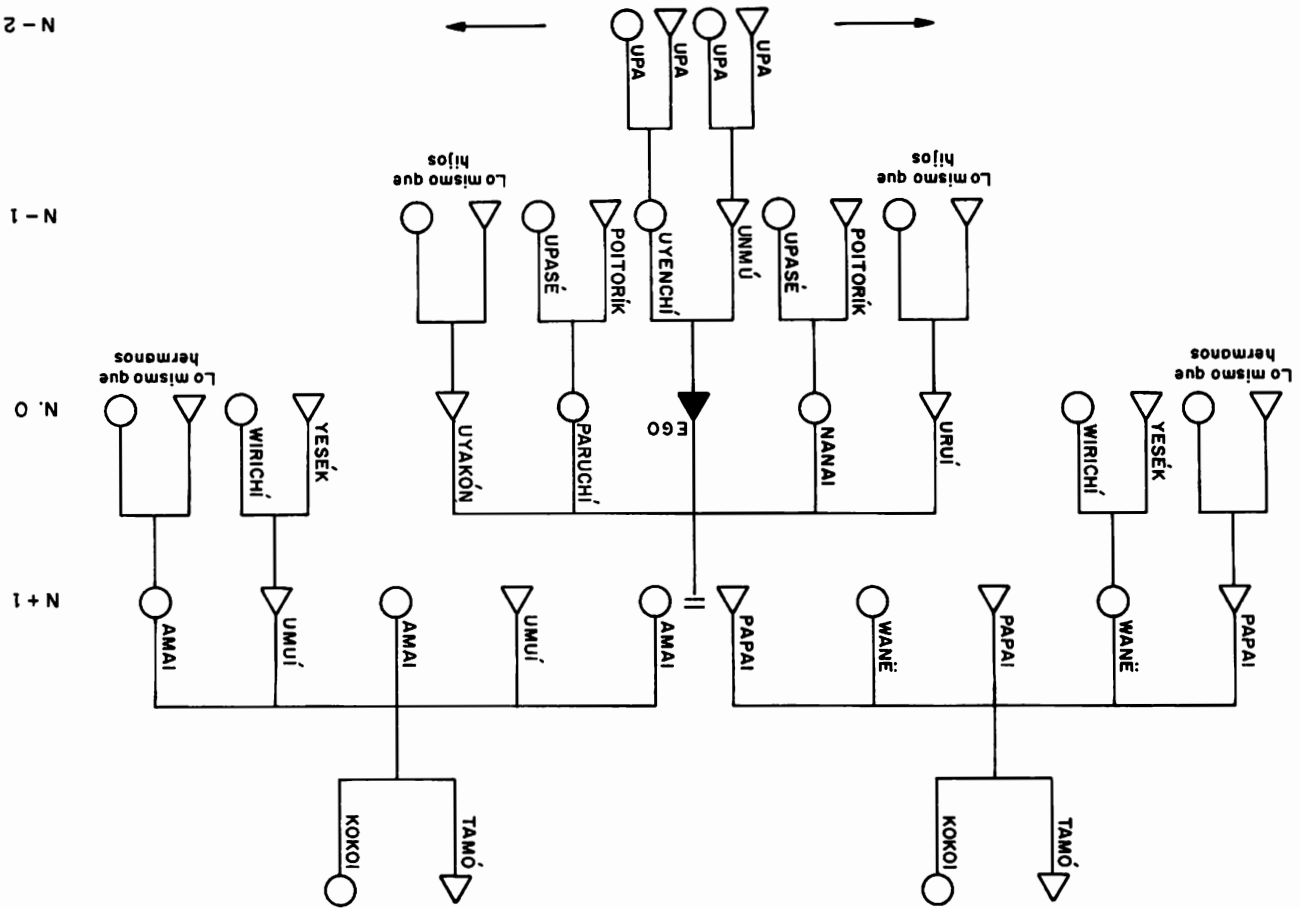 TAMÓ
KOKOI
TAMÓ
KOKOI
PAPAI
WANË
PAPAI
WANË
PAPAI
=
AMAI
UMUÍ
AMAI
UMUÍ
AMAI
N + 1
Lo mismo que
hermanos
YESÉK
WIRICHÍ
URUÍ
NANAI
EGO
PARUCHÍ
UYAKÓN
YESÉK
WIRICHÍ
Lo mismo que
hermanos
N. O
Lo mismo que
hijos
POITORÍK
UPASÉ
UNMÚ
UYENCHÍ
POITORÍK
UPASÉ
Lo mismo que
hijos
N – 1
UPA
UPA
UPA
UPA
N – 2